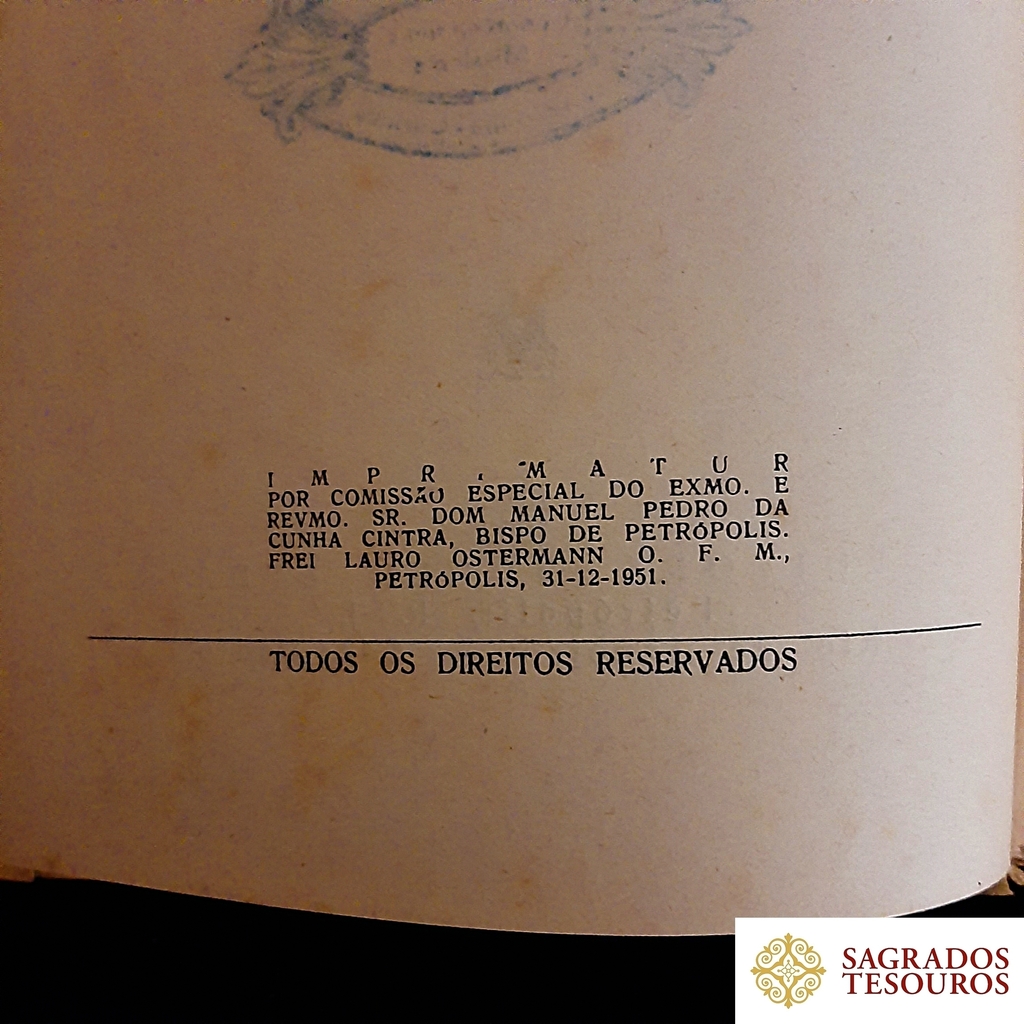 I M P R I M A T U R
POR COMISSÃO ESPECIAL DO EXMO. E
REVMO. SR. DOM MANUEL PEDRO DA
CUNHA CINTRA, BISPO DE PETRÓPOLIS.
FREI LAURO OSTERMANN O. F. M.,
PETRÓPOLIS, 31-12-1951.
TODOS OS DIREITOS RESERVADOS
SAGRADOS
TESOUROS